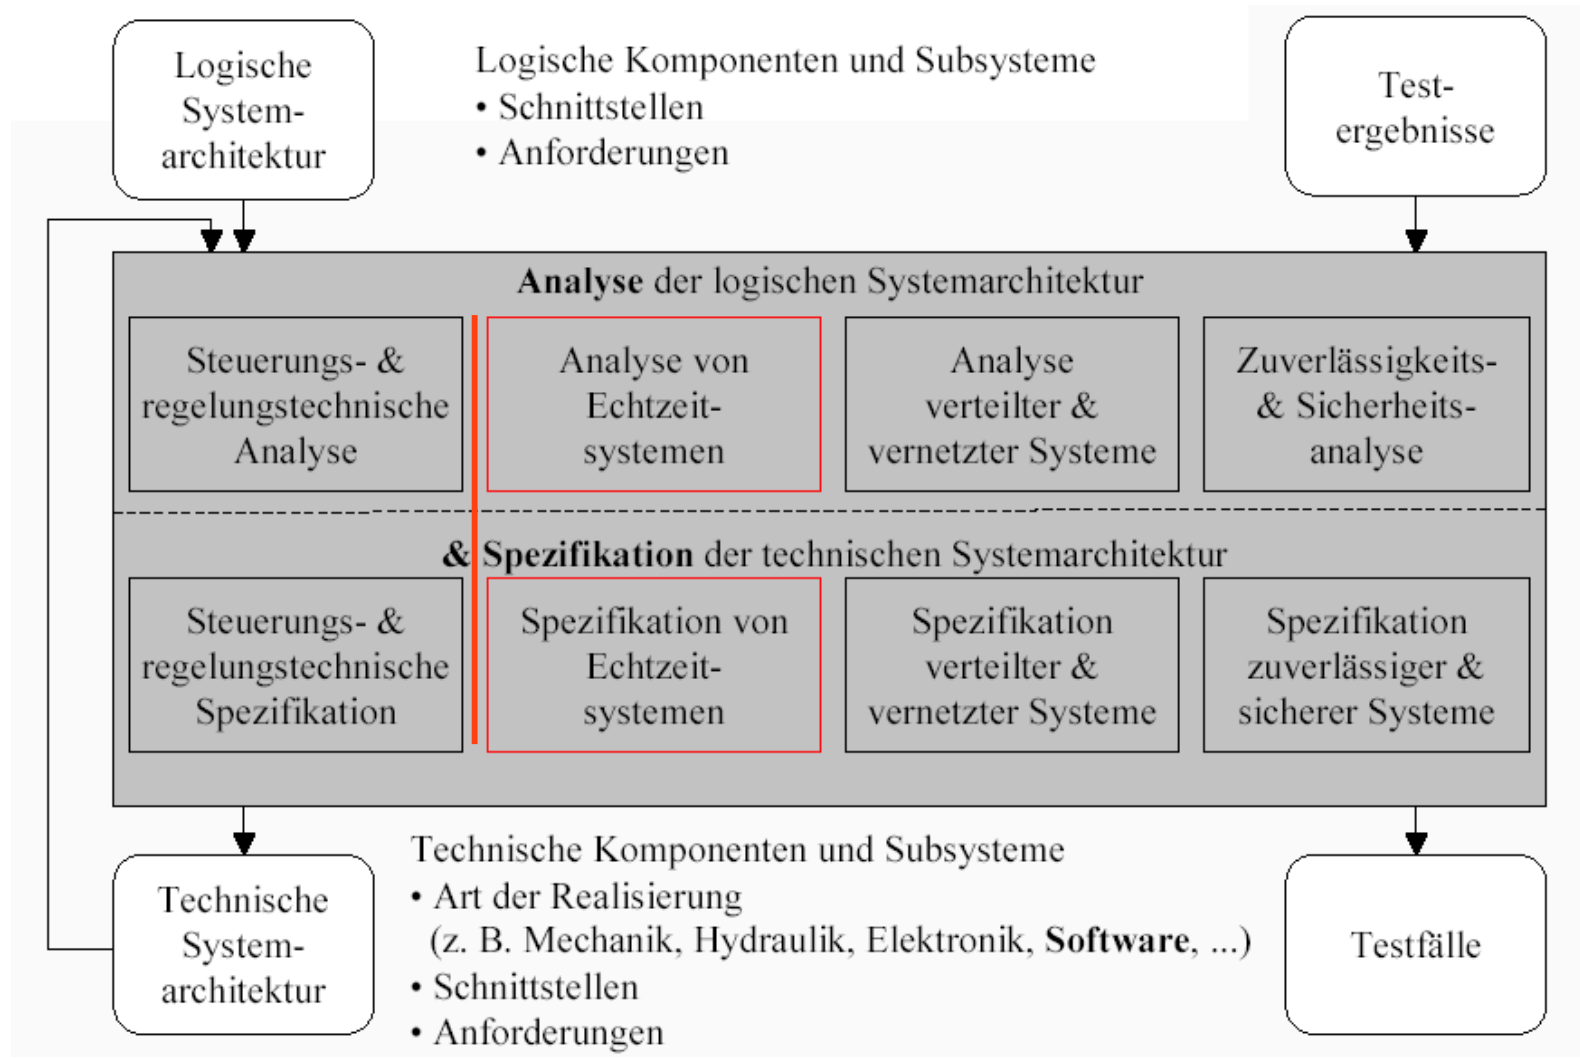 Logische
System-
architektur
Logische Komponenten und Subsysteme
• Schnittstellen
• Anforderungen
Test-
ergebnisse
Analyse der logischen Systemarchitektur
Steuerungs- &
regelungstechnische
Analyse
Analyse von
Echtzeit-
systemen
Analyse
verteilter &
vernetzter Systeme
Zuverlässigkeits-
& Sicherheits-
analyse
& Spezifikation der technischen Systemarchitektur
Steuerungs- &
regelungstechnische
Spezifikation
Spezifikation von
Echtzeit-
systemen
Spezifikation
verteilter &
vernetzter Systeme
Spezifikation
zuverlässiger &
sicherer Systeme
Technische
System-
architektur
Technische Komponenten und Subsysteme
• Art der Realisierung
(z. B. Mechanik, Hydraulik, Elektronik, Software, ...)
• Schnittstellen
• Anforderungen
Testfälle